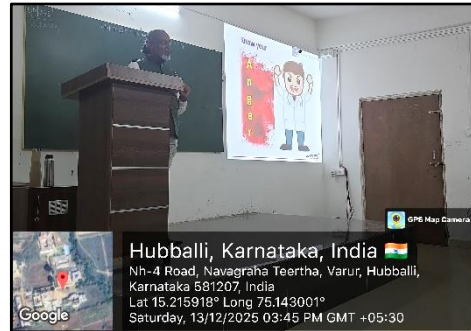 Know your
A
n
g
e
r
GPS Map Camera
Hubballi, Karnataka, India 🇮🇳
Nh-4 Road, Navagraha Teertha, Varur, Hubballi,
Karnataka 581207, India
Lat 15.215918° Long 75.143001°
Saturday, 13/12/2025 03:45 PM GMT +05:30
Google